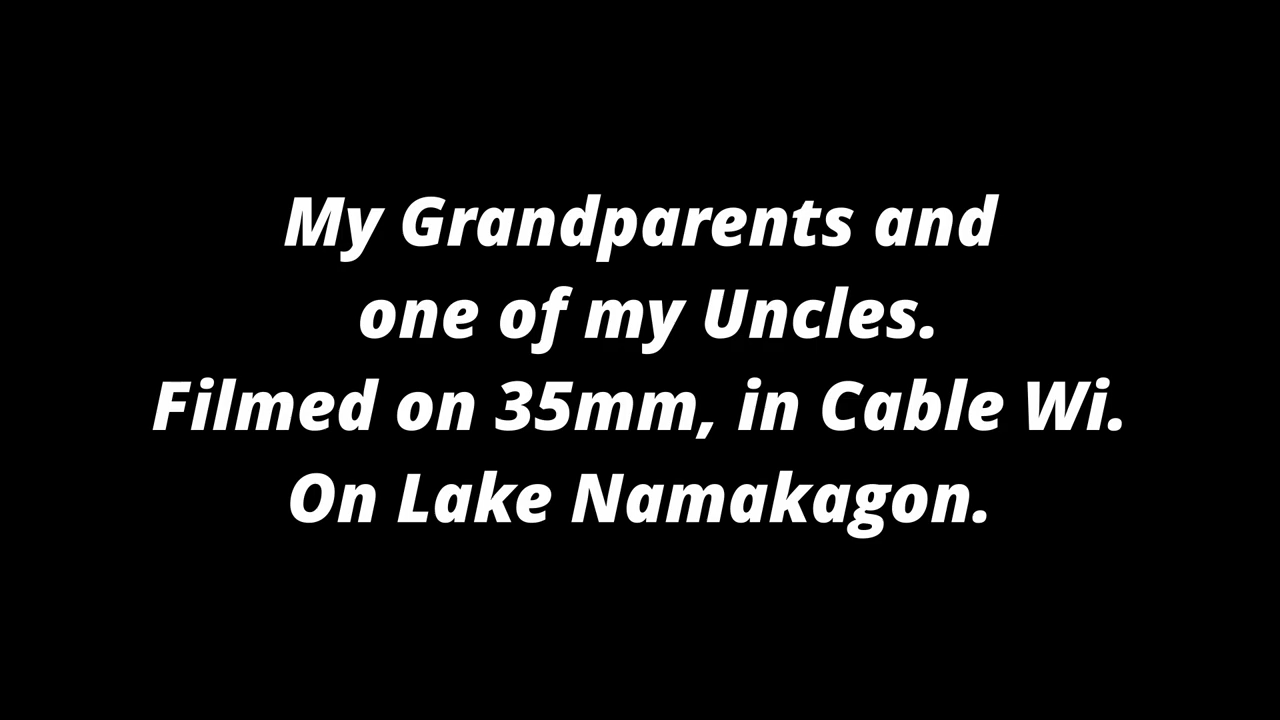 My Grandparents and
one of my Uncles.
Filmed on 35mm, in Cable Wi.
On Lake Namakagon.